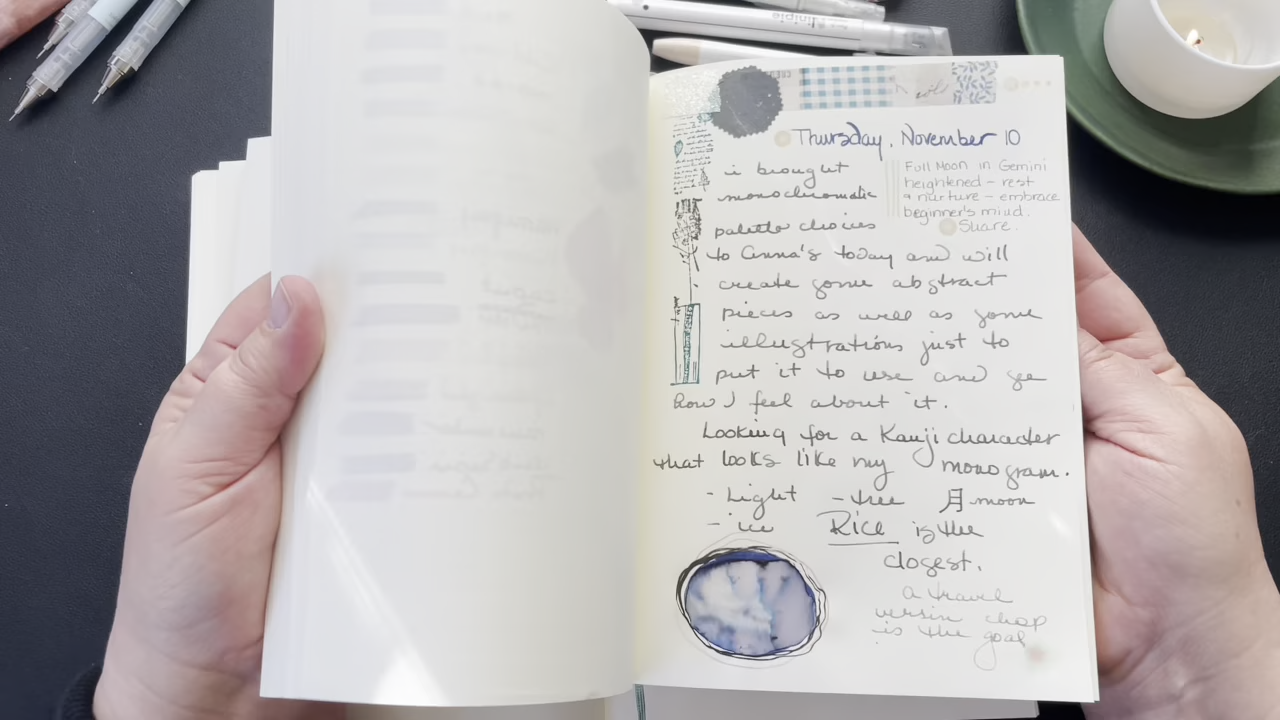 Thursday, November 10
i brought
monochromatic
palette choices
to Anna's today and will
create some abstract
pieces as well as some
illustrations just to
put it to use and see
how I feel about it.
Full Moon in Gemini
heightened - rest
+ nurture - embrace
beginner's mind.
Share.
Looking for a Kanji character
that looks like my monogram.
- Light - tree 月 moon
- ice Rice is the
closest.
a travel
versin chop
is the goal